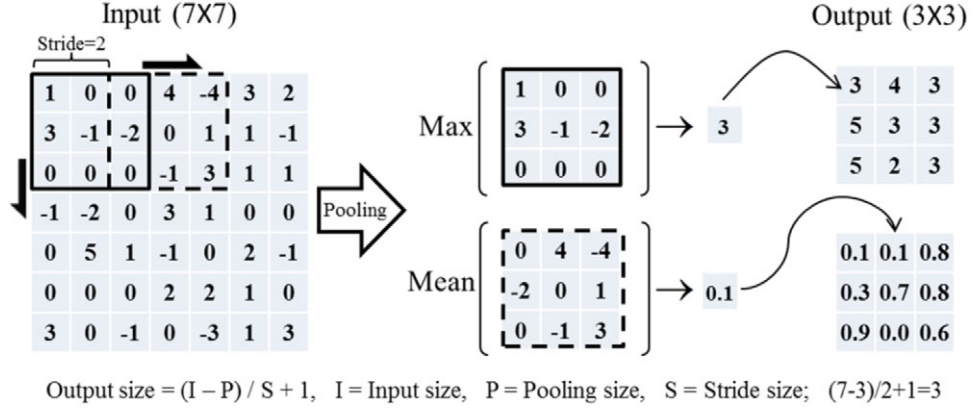 Input (7X7)
Output (3X3)
Stride=2
1 0 0 4 -4 3 2
3 -1 -2 0 1 1 -1
0 0 0 -1 3 1 1
-1 -2 0 3 1 0 0
0 5 1 -1 0 2 -1
0 0 0 2 2 1 0
3 0 -1 0 -3 1 3
Pooling
Max
1 0 0
3 -1 -2
0 0 0
3
3 4 3
5 3 3
5 2 3
Mean
0 4 -4
-2 0 1
0 -1 3
0.1
0.1 0.1 0.8
0.3 0.7 0.8
0.9 0.0 0.6
Output size = (I – P) / S + 1, I = Input size, P = Pooling size, S = Stride size; (7-3)/2+1=3